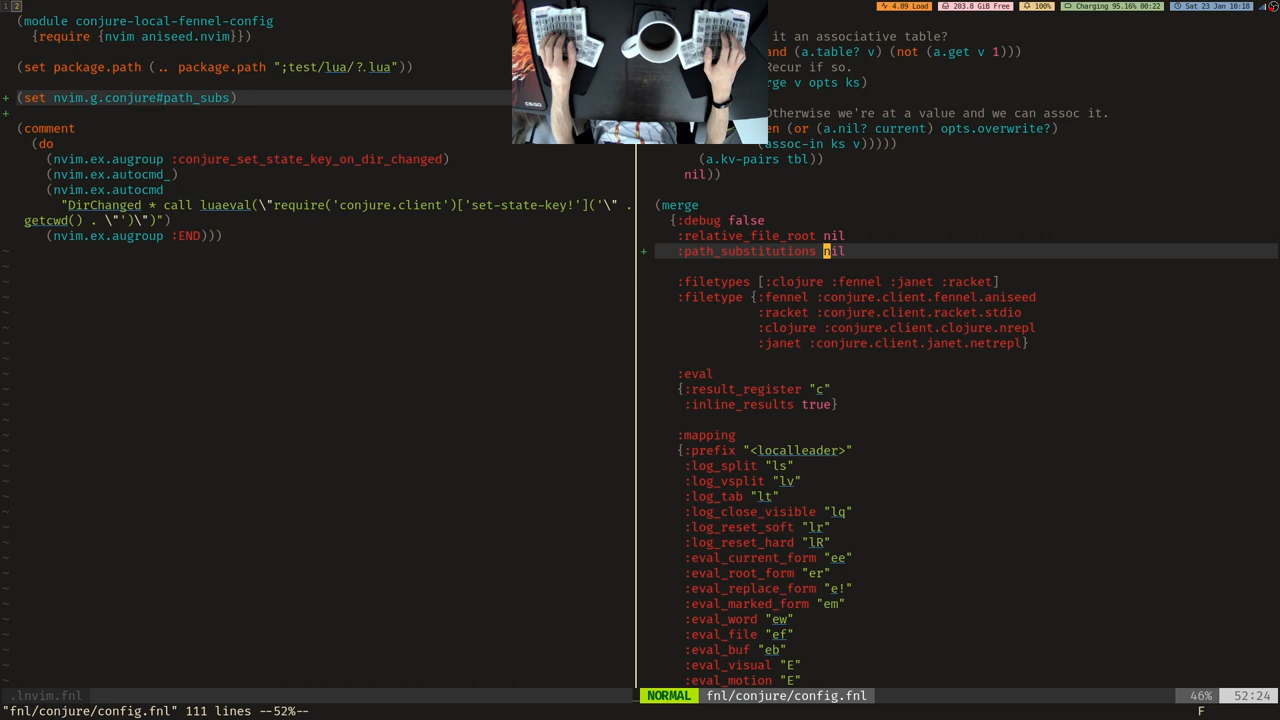 1 2
4.09 Load
203.8 GiB Free
100%
Charging 95.16% 00:22
Sat 23 Jan 10:18
(module conjure-local-fennel-config
{require {nvim aniseed.nvim}})
(set package.path (.. package.path ";test/lua/?.lua"))
+ (set nvim.g.conjure#path_subs)
+
(comment
(do
(nvim.ex.augroup :conjure_set_state_key_on_dir_changed)
(nvim.ex.autocmd_)
(nvim.ex.autocmd
"DirChanged * call luaeval(\"require('conjure.client')['set-state-key!']('\" .
getcwd() . \"')\")")
(nvim.ex.augroup :END)))
.nvim.fnl
it an associative table?
and (a.table? v) (not (a.get v 1)))
Recur if so.
rge v opts ks)
Otherwise we're at a value and we can assoc it.
en (or (a.nil? current) opts.overwrite?)
(assoc-in ks v)))))
(a.kv-pairs tbl))
nil))
(merge
{:debug false
:relative_file_root nil
+ :path_substitutions nil
:filetypes [:clojure :fennel :janet :racket]
:filetype {:fennel :conjure.client.fennel.aniseed
:racket :conjure.client.racket.stdio
:clojure :conjure.client.clojure.nrepl
:janet :conjure.client.janet.netrepl}
:eval
{:result_register "c"
:inline_results true}
:mapping
{:prefix "<localleader>"
:log_split "ls"
:log_vsplit "lv"
:log_tab "lt"
:log_close_visible "lq"
:log_reset_soft "lr"
:log_reset_hard "lR"
:eval_current_form "ee"
:eval_root_form "er"
:eval_replace_form "e!"
:eval_marked_form "em"
:eval_word "ew"
:eval_file "ef"
:eval_buf "eb"
:eval_visual "E"
:eval_motion "E"
NORMAL fnl/conjure/config.fnl 46% 52:24
"fnl/conjure/config.fnl" 111 lines --52%-- F